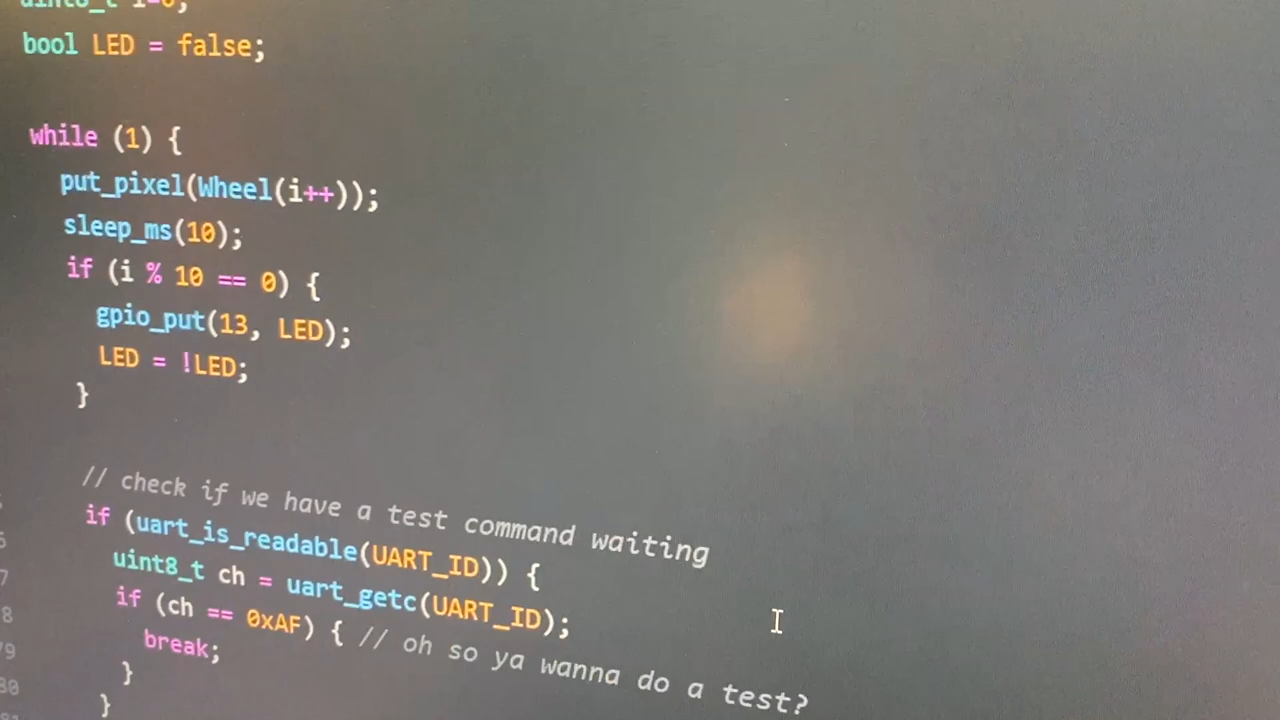 uint8_t i=0;
bool LED = false;
while (1) {
put_pixel(Wheel(i++));
sleep_ms(10);
if (i % 10 == 0) {
gpio_put(13, LED);
LED = !LED;
}
// check if we have a test command waiting
if (uart_is_readable(UART_ID)) {
uint8_t ch = uart_getc(UART_ID);
if (ch == 0xAF) { // oh so ya wanna do a test?
break;
}
}